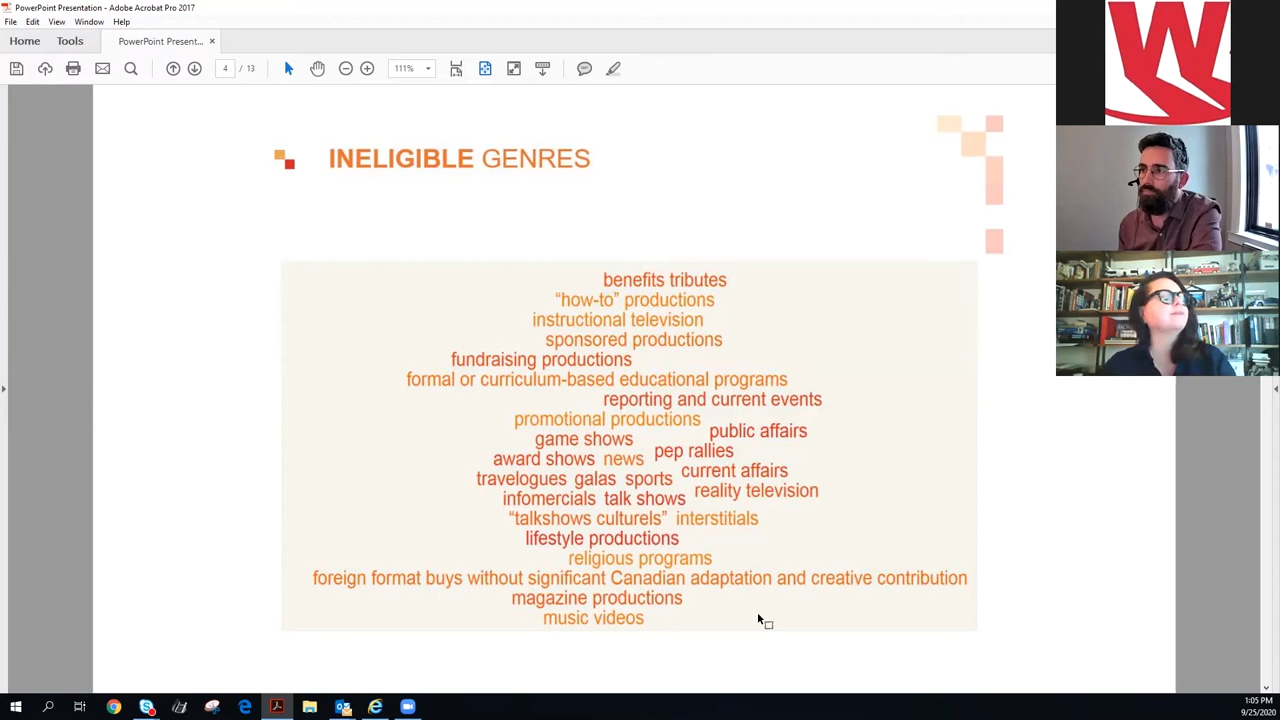 PowerPoint Presentation - Adobe Acrobat Pro 2017
File Edit View Window Help
Home Tools PowerPoint Present... ×
4 / 13 111%
INELIGIBLE GENRES
benefits tributes
“how-to” productions
instructional television
sponsored productions
fundraising productions
formal or curriculum-based educational programs
reporting and current events
promotional productions
public affairs
game shows
pep rallies
award shows news
current affairs
travelogues galas sports
reality television
infomercials talk shows
“talkshows culturels” interstitials
lifestyle productions
religious programs
foreign format buys without significant Canadian adaptation and creative contribution
magazine productions
music videos
W
1:05 PM
9/25/2020